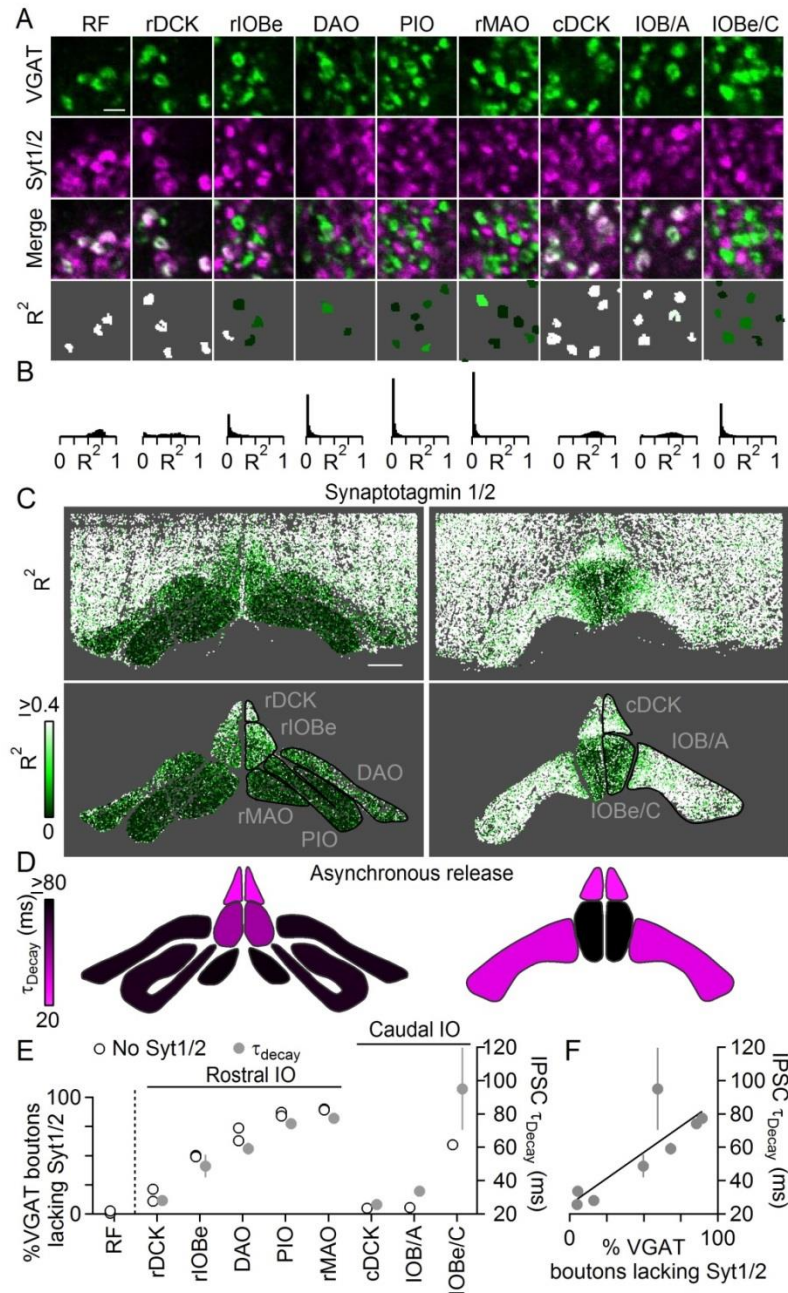 A
RF rDCK rIOBe DAO PIO rMAO cDCK IOB/A IOBe/C
VGAT
Syt1/2
Merge
R²
B
0 R² 1 0 R² 1 0 R² 1 0 R² 1 0 R² 1 0 R² 1 0 R² 1 0 R² 1 0 R² 1
C Synaptotagmin 1/2
R²
≥0.4
R²
0
rDCK
rIOBe
DAO
rMAO
PIO
cDCK
IOB/A
IOBe/C
D Asynchronous release
≥80
τDecay (ms)
20
E No Syt1/2 τdecay
Rostral IO
Caudal IO
%VGAT boutons
lacking Syt1/2
100
0
RF rDCK rIOBe DAO PIO rMAO cDCK IOB/A IOBe/C
120
100
80
60
40
20
IPSC τDecay (ms)
F
120
100
80
60
40
20
IPSC τDecay (ms)
0 100
% VGAT
boutons lacking Syt1/2